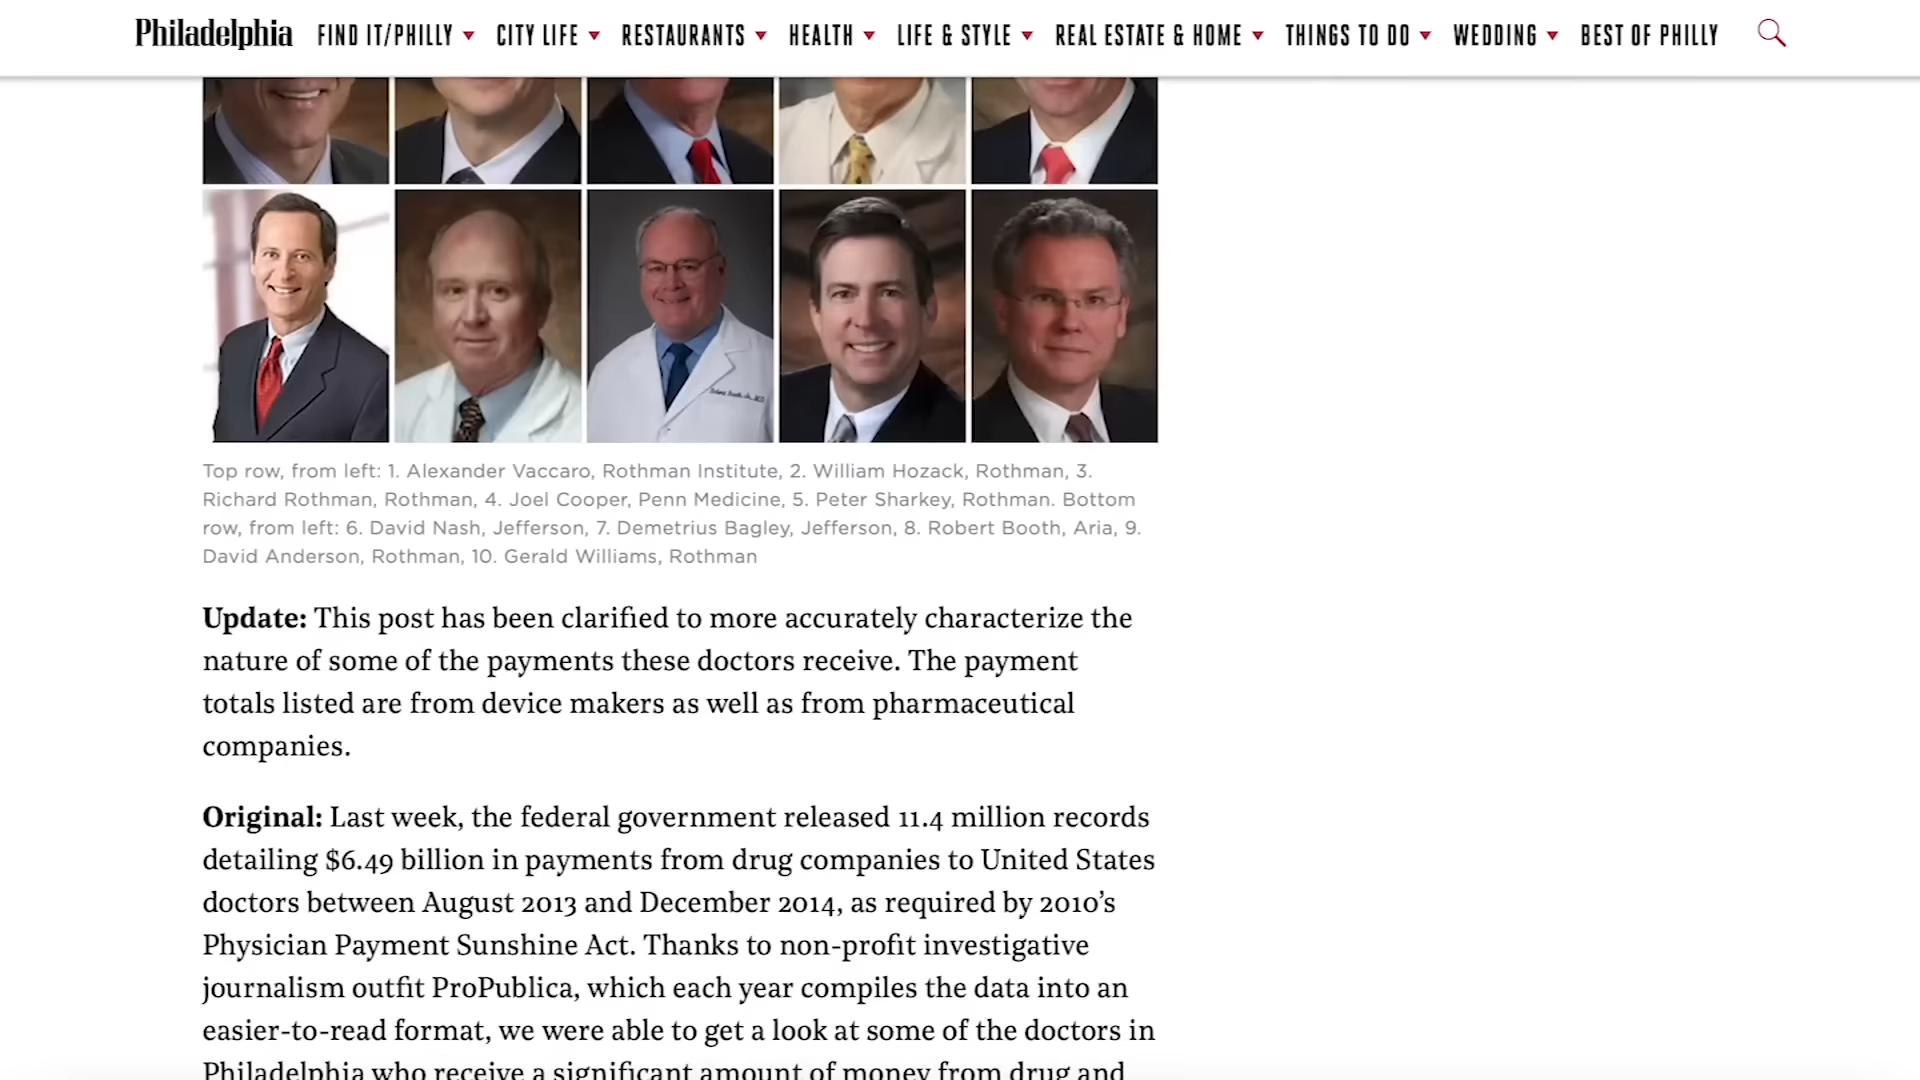 Philadelphia FIND IT/PHILLY CITY LIFE RESTAURANTS HEALTH LIFE & STYLE REAL ESTATE & HOME THINGS TO DO WEDDING BEST OF PHILLY
Top row, from left: 1. Alexander Vaccaro, Rothman Institute, 2. William Hozack, Rothman, 3.
Richard Rothman, Rothman, 4. Joel Cooper, Penn Medicine, 5. Peter Sharkey, Rothman. Bottom
row, from left: 6. David Nash, Jefferson, 7. Demetrius Bagley, Jefferson, 8. Robert Booth, Aria, 9.
David Anderson, Rothman, 10. Gerald Williams, Rothman
Update: This post has been clarified to more accurately characterize the
nature of some of the payments these doctors receive. The payment
totals listed are from device makers as well as from pharmaceutical
companies.
Original: Last week, the federal government released 11.4 million records
detailing $6.49 billion in payments from drug companies to United States
doctors between August 2013 and December 2014, as required by 2010’s
Physician Payment Sunshine Act. Thanks to non-profit investigative
journalism outfit ProPublica, which each year compiles the data into an
easier-to-read format, we were able to get a look at some of the doctors in
Philadelphia who receive a significant amount of money from drug and